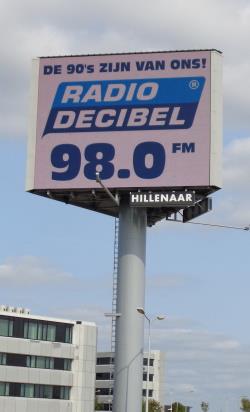 DE 90's ZIJN VAN ONS!
RADIO ®
DECIBEL
98.0 FM
HILLENAAR